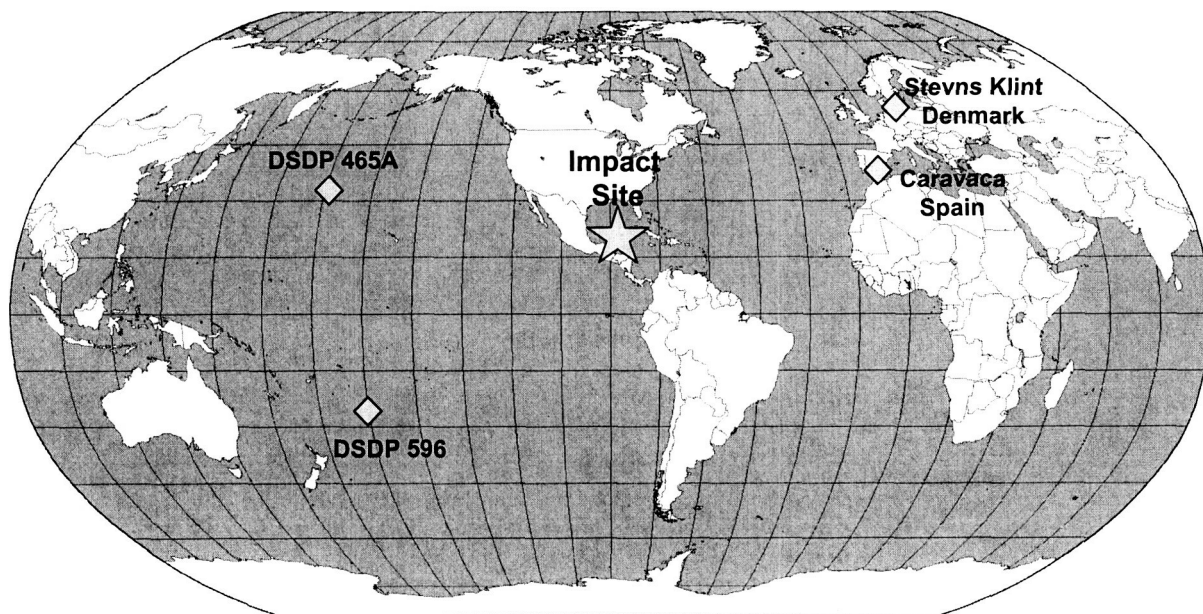 Stevns Klint
Denmark
DSDP 465A
Impact
Site
Caravaca
Spain
DSDP 596